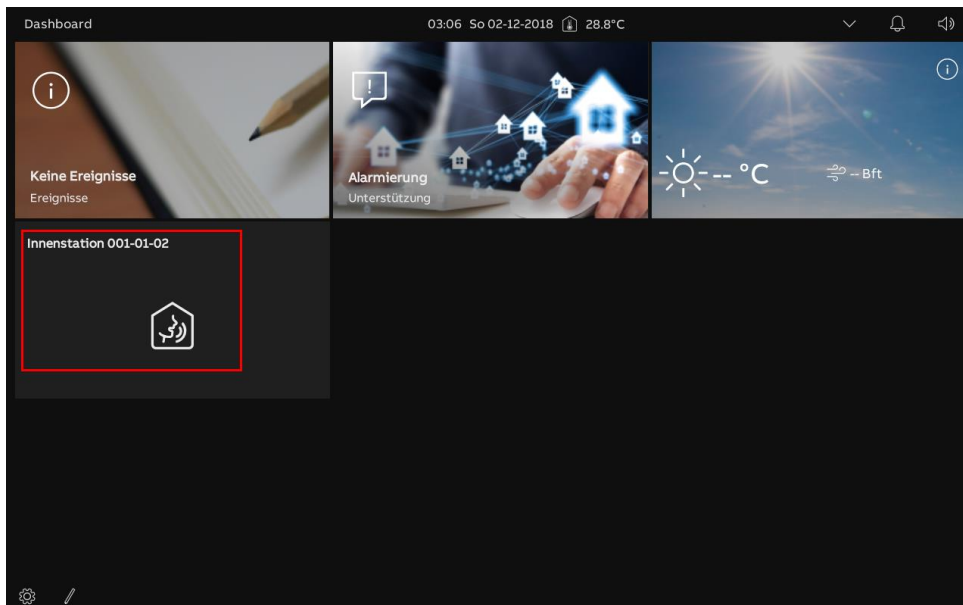 Dashboard
03:06 So 02-12-2018 28.8°C
Keine Ereignisse
Ereignisse
Alarmierung
Unterstützung
-- °C
-- Bft
Innenstation 001-01-02